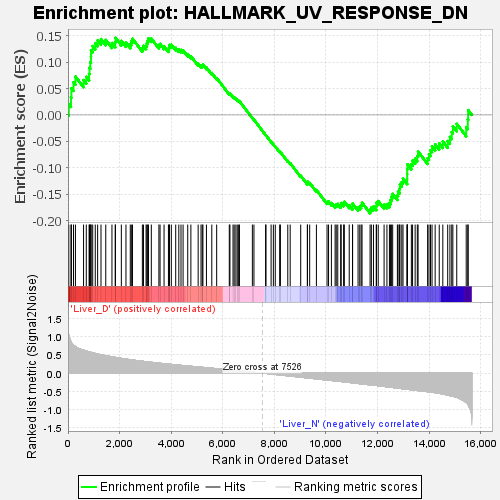 Enrichment plot: HALLMARK_UV_RESPONSE_DN
Enrichment score (ES)
0.15
0.10
0.05
0.00
-0.05
-0.10
-0.15
-0.20
'Liver_D' (positively correlated)
Ranked list metric (Signal2Noise)
1.5
1.0
0.5
0.0
-0.5
-1.0
-1.5
Zero cross at 7526
'Liver_N' (negatively correlated)
0
2,000
4,000
6,000
8,000
10,000
12,000
14,000
16,000
Rank in Ordered Dataset
Enrichment profile
Hits
Ranking metric scores